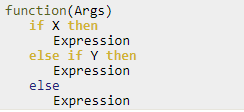 function(Args)
if X then
Expression
else if Y then
Expression
else
Expression